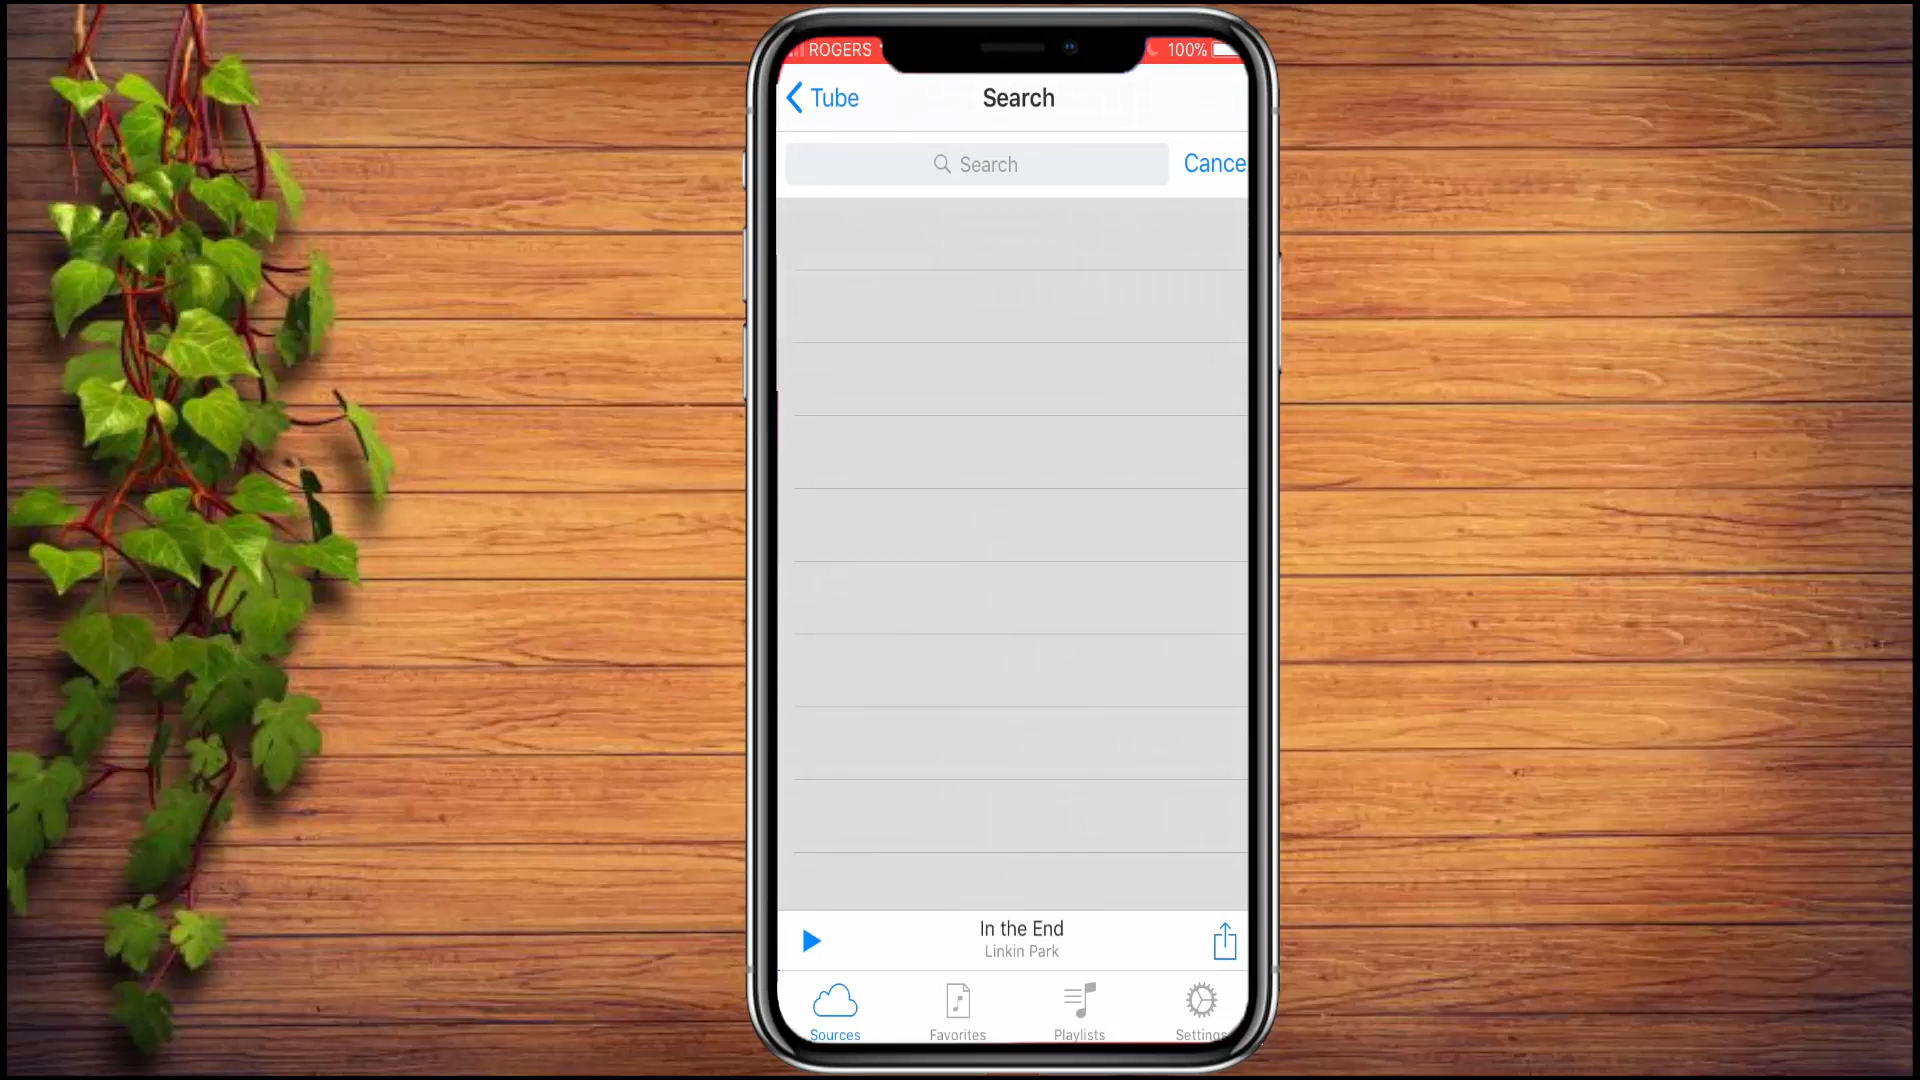 ROGERS 100%
Tube Search
Search Cance
In the End
Linkin Park
Sources Favorites Playlists Settings